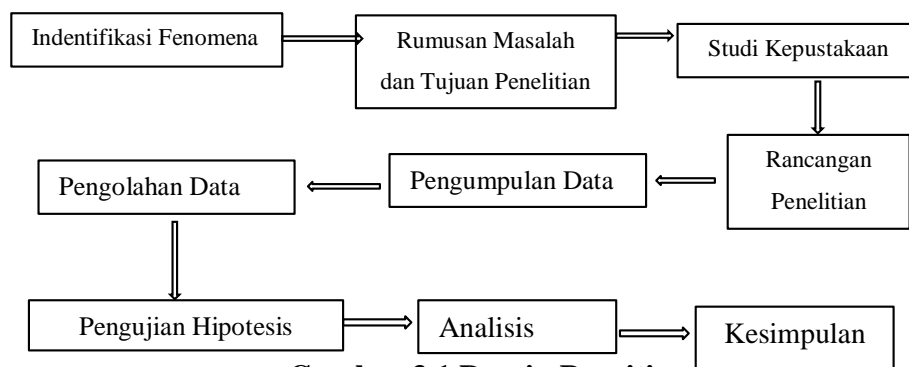 Indentifikasi Fenomena
Rumusan Masalah
dan Tujuan Penelitian
Studi Kepustakaan
Rancangan
Penelitian
Pengumpulan Data
Pengolahan Data
Pengujian Hipotesis
Analisis
Kesimpulan